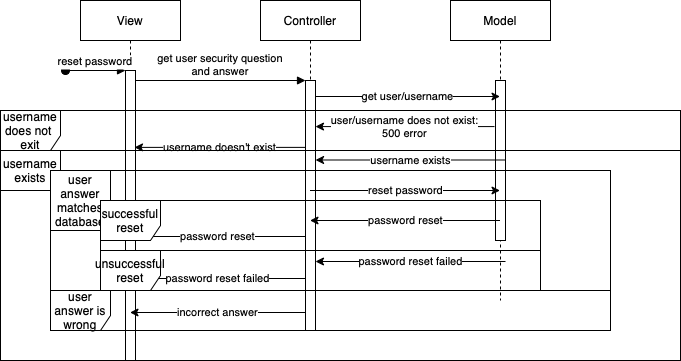 View
Controller
Model
reset password
get user security question
and answer
get user/username
username
does not
exit
user/username does not exist:
500 error
username doesn't exist
username
exists
username exists
user
answer
matches
database
reset password
successful
reset
password reset
password reset
unsuccessful
reset
password reset failed
password reset failed
user
answer is
wrong
incorrect answer